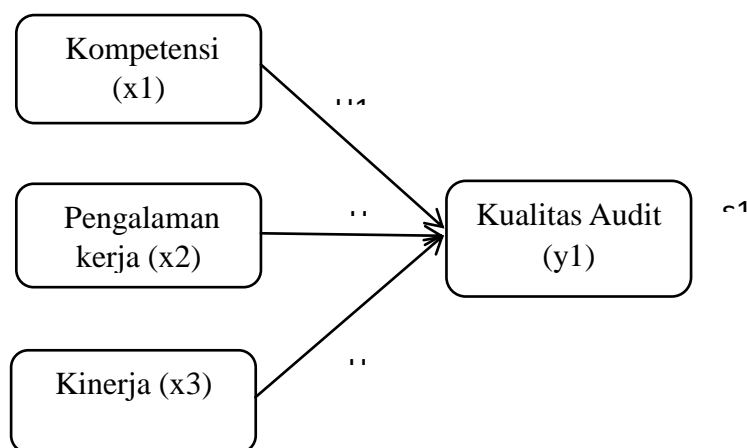 Kompetensi
(x1)
Pengalaman
kerja (x2)
Kualitas Audit
(y1)
Kinerja (x3)